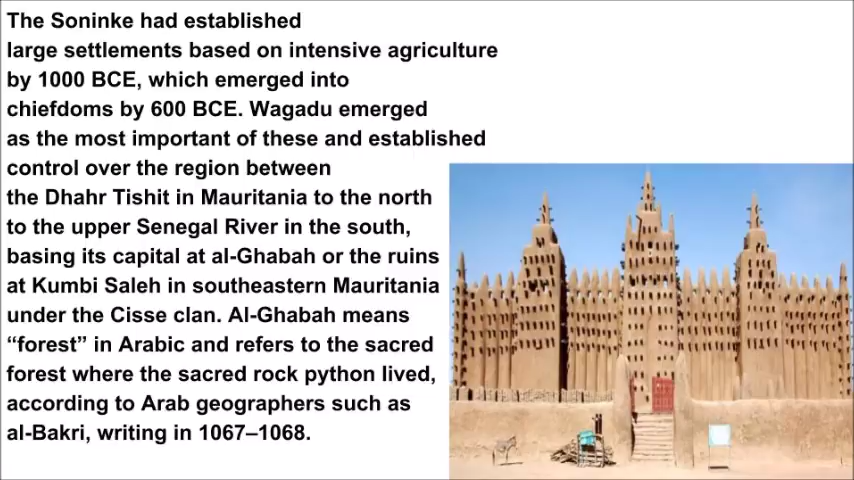 The Soninke had established
large settlements based on intensive agriculture
by 1000 BCE, which emerged into
chiefdoms by 600 BCE. Wagadu emerged
as the most important of these and established
control over the region between
the Dhahr Tishit in Mauritania to the north
to the upper Senegal River in the south,
basing its capital at al-Ghabah or the ruins
at Kumbi Saleh in southeastern Mauritania
under the Cisse clan. Al-Ghabah means
“forest” in Arabic and refers to the sacred
forest where the sacred rock python lived,
according to Arab geographers such as
al-Bakri, writing in 1067–1068.